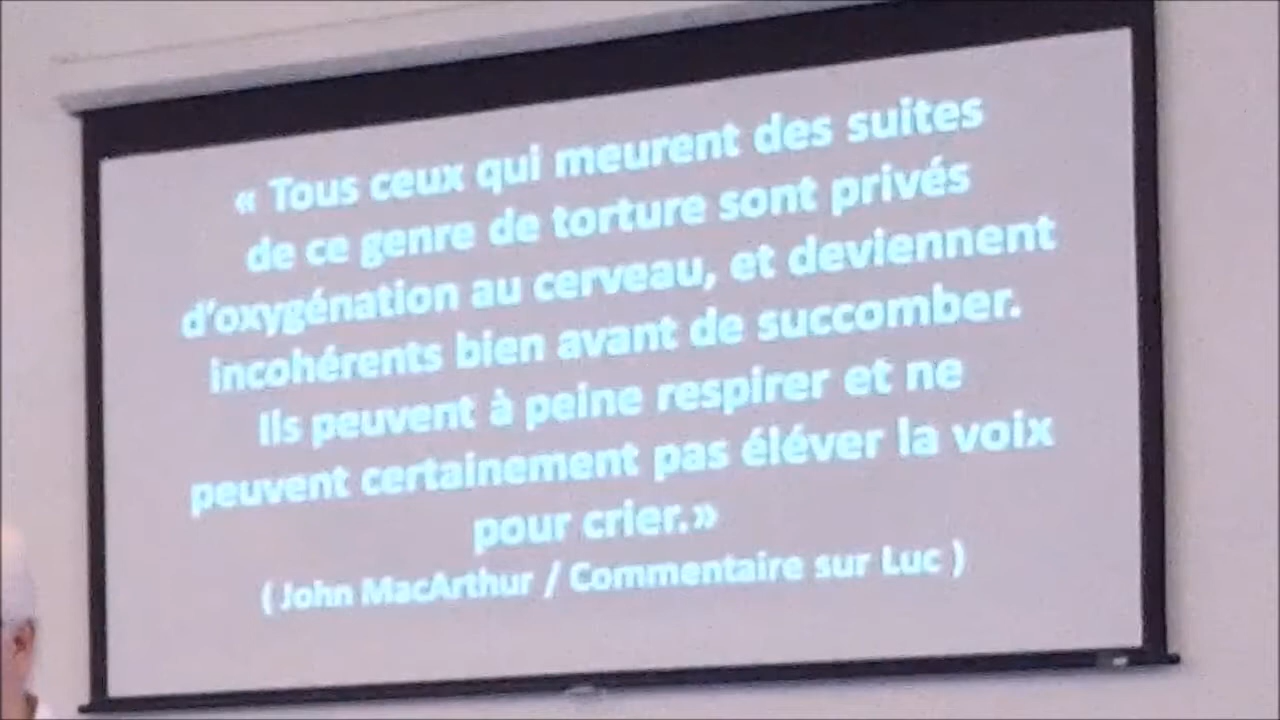 « Tous ceux qui meurent des suites
de ce genre de torture sont privés
d'oxygénation au cerveau, et deviennent
incohérents bien avant de succomber.
Ils peuvent à peine respirer et ne
peuvent certainement pas éléver la voix
pour crier.»
( John MacArthur / Commentaire sur Luc )